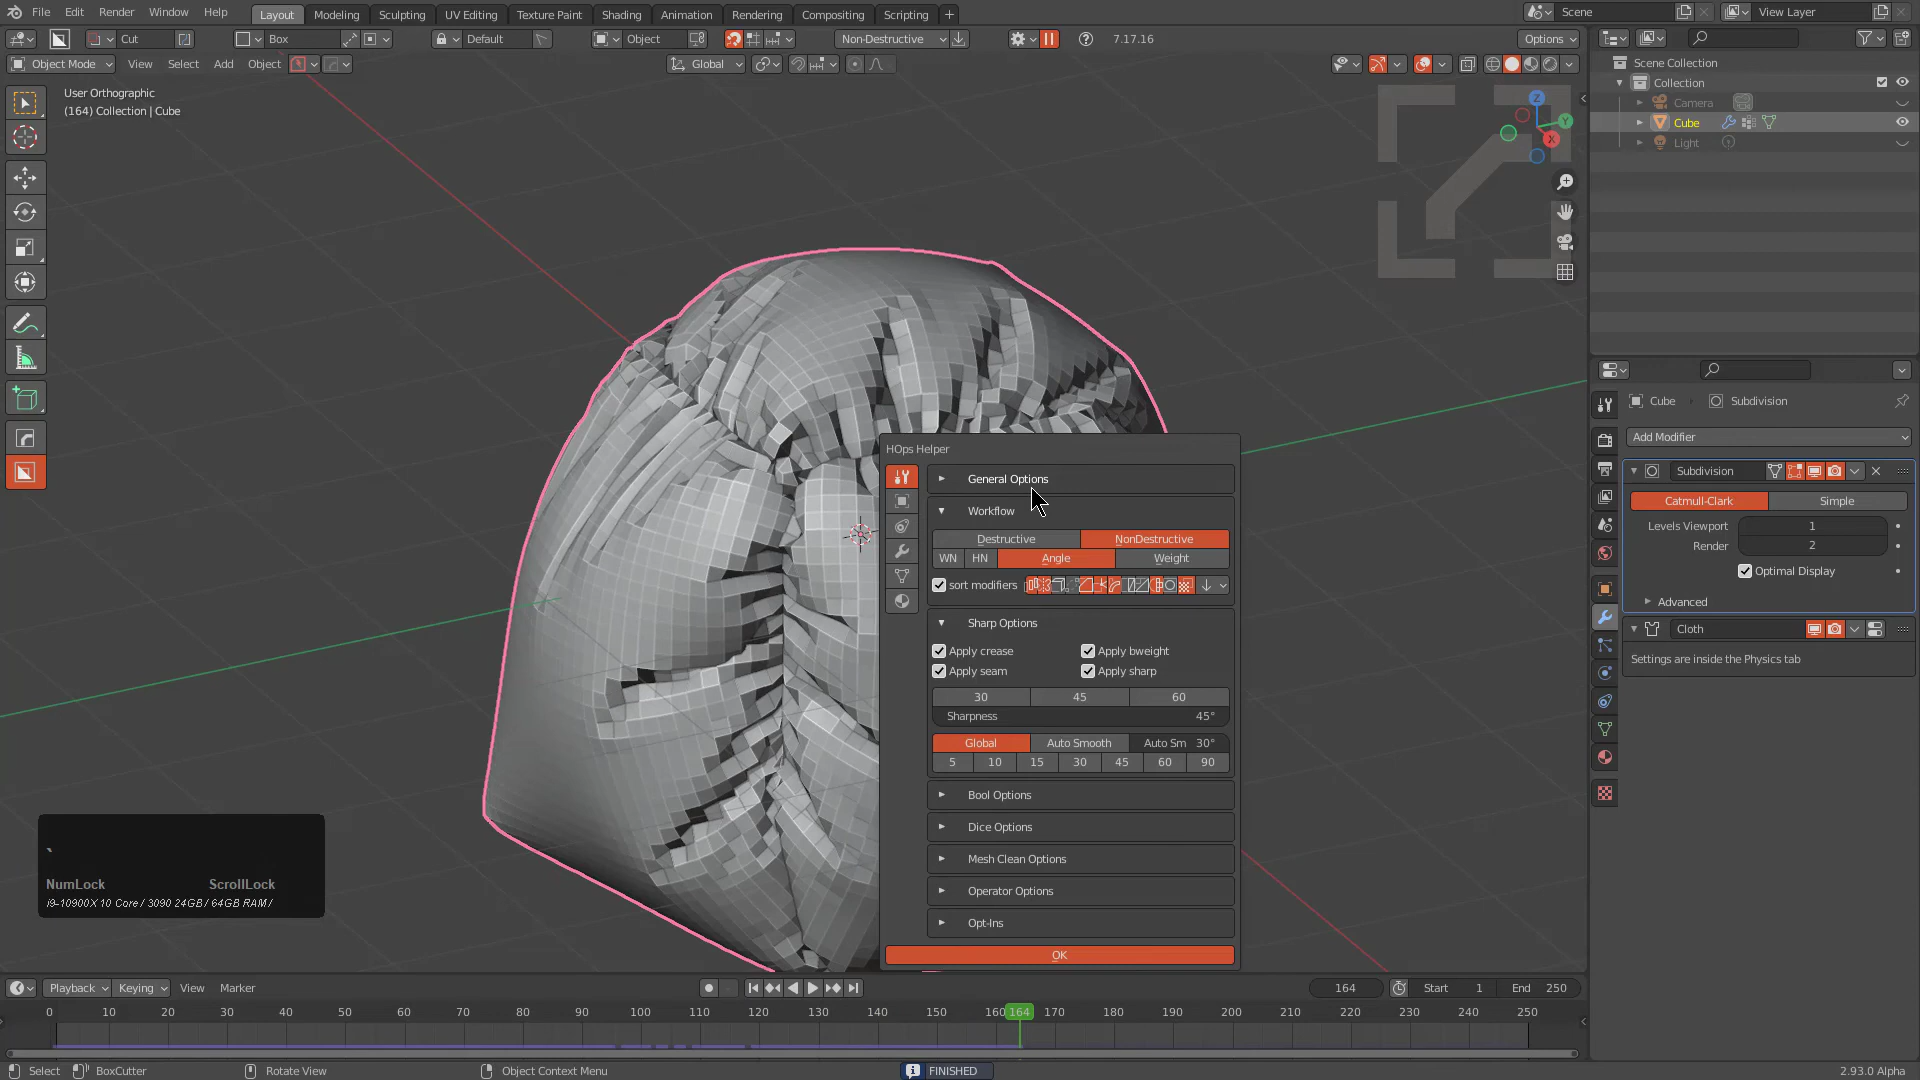 File Edit Render Window Help Layout Modeling Sculpting UV Editing Texture Paint Shading Animation Rendering Compositing Scripting + Scene View Layer
Cut Box Default Object Non-Destructive 7.17.16 Options
Object Mode View Select Add Object Global
User Orthographic
(164) Collection | Cube
Z
Y
X
Scene Collection
Collection
Camera
Cube
Light
Cube Subdivision
Add Modifier
Subdivision
Catmull-Clark Simple
Levels Viewport 1
Render 2
Optimal Display
Advanced
Cloth
Settings are inside the Physics tab
HOps Helper
General Options
Workflow
Destructive NonDestructive
WN HN Angle Weight
sort modifiers
Sharp Options
Apply crease Apply bweight
Apply seam Apply sharp
30 45 60
Sharpness 45°
Global Auto Smooth Auto Sm 30°
5 10 15 30 45 60 90
Bool Options
Dice Options
Mesh Clean Options
Operator Options
Opt-Ins
OK
`
NumLock ScrollLock
i9-10900X 10 Core / 3090 24GB / 64GB RAM /
Playback Keying View Marker 164 Start 1 End 250
0 10 20 30 40 50 60 70 80 90 100 110 120 130 140 150 160 164 170 180 190 200 210 220 230 240 250
Select BoxCutter Rotate View Object Context Menu FINISHED 2.93.0 Alpha